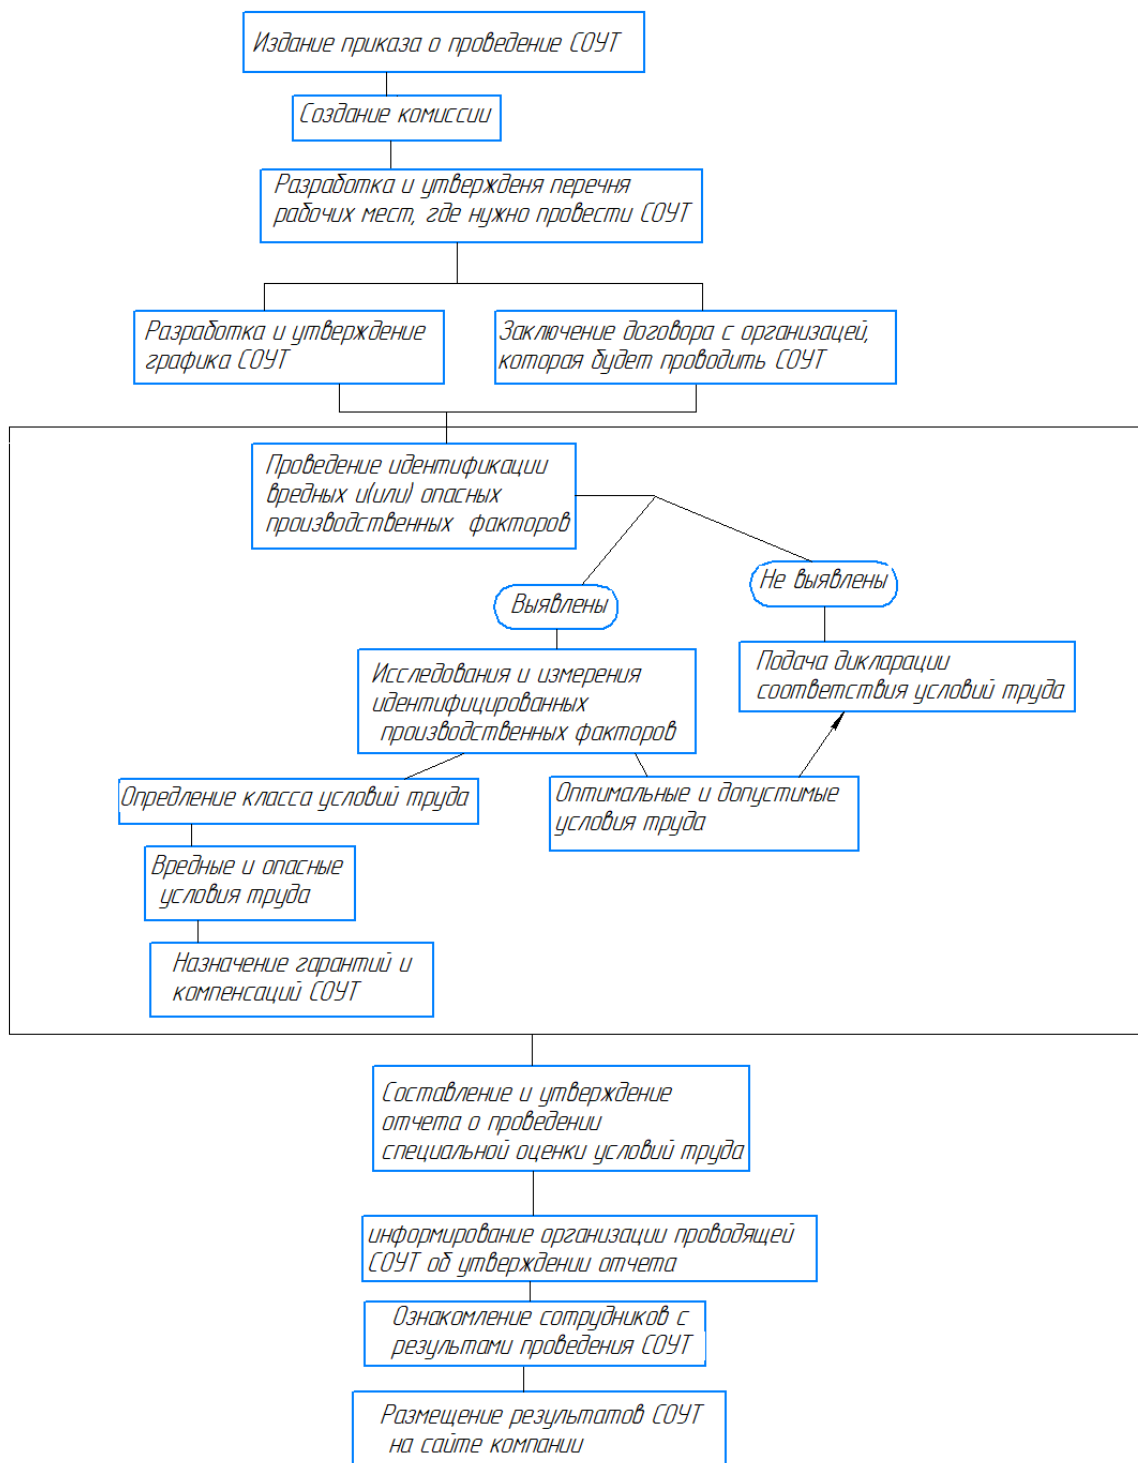 Издание приказа о проведение СОУТ
Создание комиссии
Разработка и утвержденя перечня
рабочих мест, где нужно провести СОУТ
Разработка и утверждение
графика СОУТ
Заключение договора с организацей,
которая будет проводить СОУТ
Проведение идентификации
вредных и(или) опасных
производственных факторов
Не выявлены
Выявлены
Подача дикларации
соответствия условий труда
Исследования и измерения
идентифицированных
производственных факторов
Опредление класса условий труда
Оптимальные и допустимые
условия труда
Вредные и опасные
условия труда
Назначение гарантий и
компенсаций СОУТ
Составление и утверждение
отчета о проведении
специальной оценки условий труда
информирование организации проводящей
СОУТ об утверждении отчета
Ознакомление сотрудников с
результами проведения СОУТ
Размещение результатов СОУТ
на сайте компании